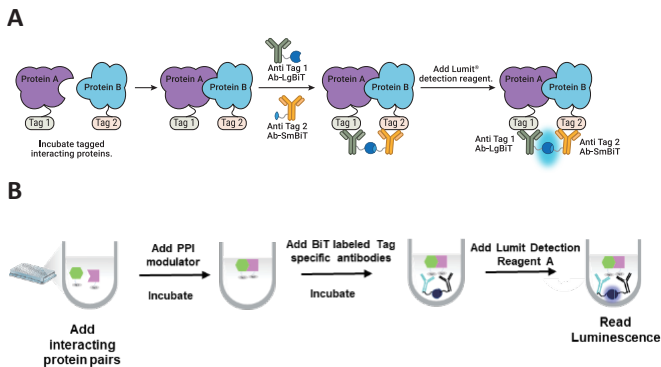 A
Protein A
Protein B
Tag 1
Tag 2
Incubate tagged
interacting proteins.
Protein A
Protein B
Tag 1
Tag 2
Anti Tag 1
Ab-LgBiT
Anti Tag 2
Ab-SmBiT
Protein A
Protein B
Tag 1
Tag 2
Add Lumit®
detection reagent.
Protein A
Protein B
Tag 1
Tag 2
Anti Tag 1
Ab-LgBiT
Anti Tag 2
Ab-SmBiT
B
Add
interacting
protein pairs
Add PPI
modulator
Incubate
Add BiT labeled Tag
specific antibodies
Incubate
Add Lumit Detection
Reagent A
Read
Luminescence